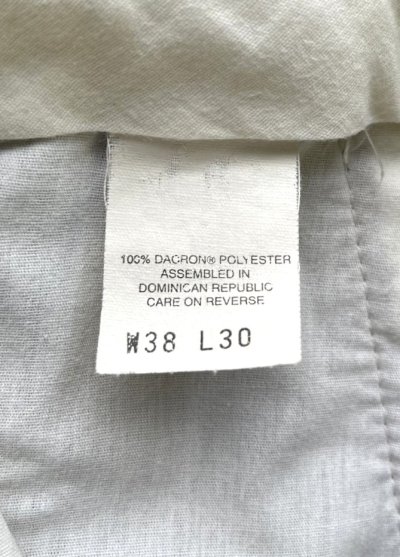 100% DACRON® POLYESTER
ASSEMBLED IN
DOMINICAN REPUBLIC
CARE ON REVERSE
W38 L30